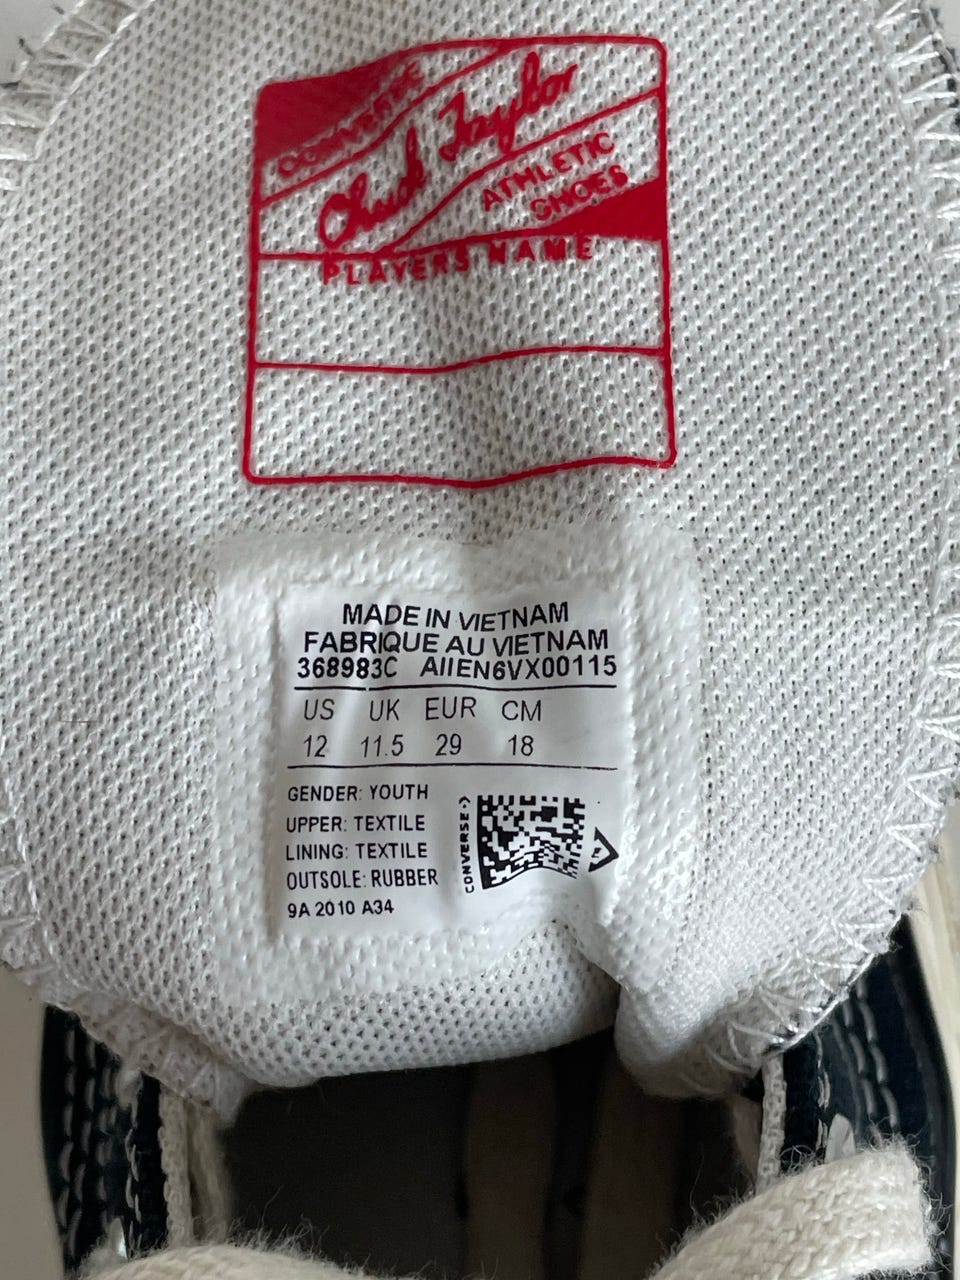 CONVERSE
Chuck Taylor
ATHLETIC
SHOES
PLAYERS NAME
MADE IN VIETNAM
FABRIQUE AU VIETNAM
368983C AIIEN6VX00115
US UK EUR CM
12 11.5 29 18
GENDER: YOUTH
UPPER: TEXTILE
LINING: TEXTILE
OUTSOLE: RUBBER
9A 2010 A34
CONVERSE